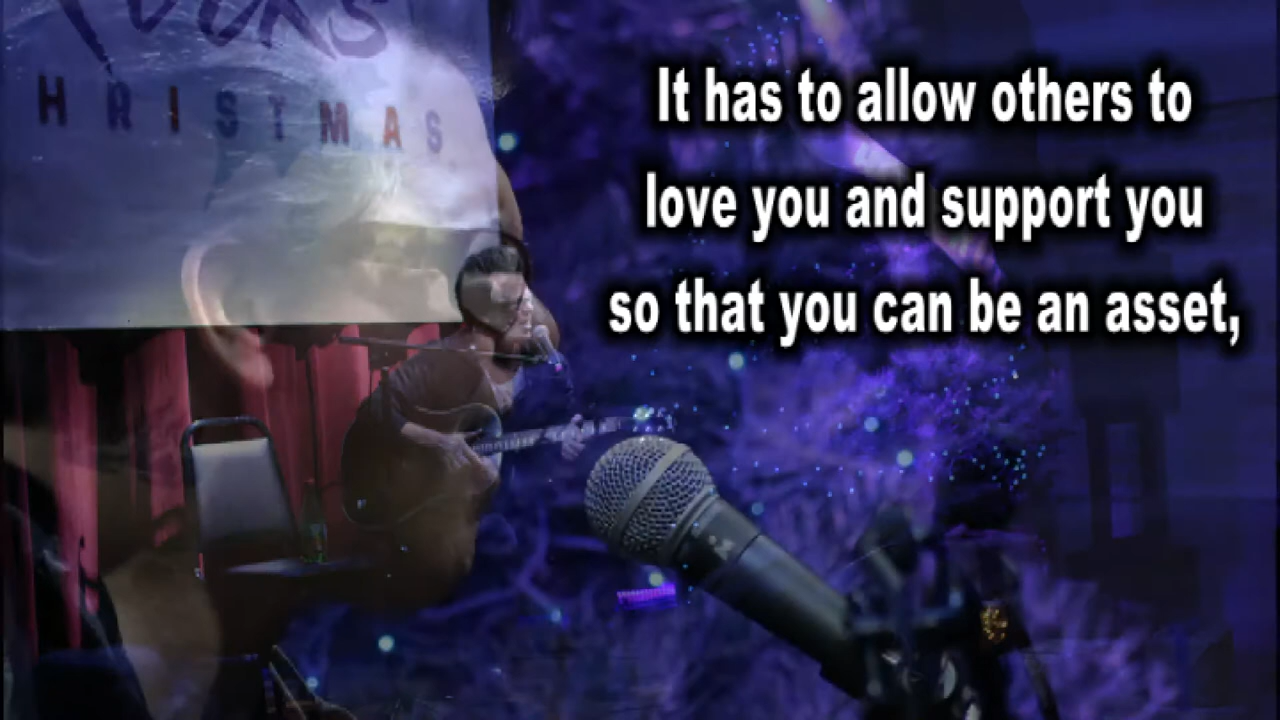 HRISTMAS
It has to allow others to
love you and support you
so that you can be an asset,